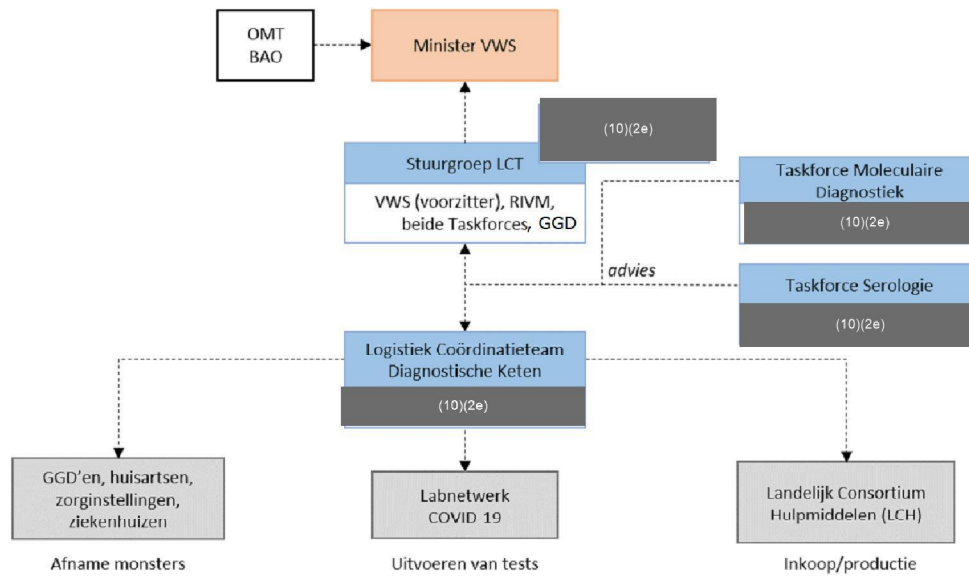 OMT
BAO
Minister VWS
(10)(2e)
Stuurgroep LCT
VWS (voorzitter), RIVM,
beide Taskforces, GGD
Taskforce Moleculaire
Diagnostiek
(10)(2e)
advies
Taskforce Serologie
(10)(2e)
Logistiek Coördinatieteam
Diagnostische Keten
(10)(2e)
GGD'en, huisartsen,
zorginstellingen,
ziekenhuizen
Labnetwerk
COVID 19
Landelijk Consortium
Hulpmiddelen (LCH)
Afname monsters
Uitvoeren van tests
Inkoop/productie